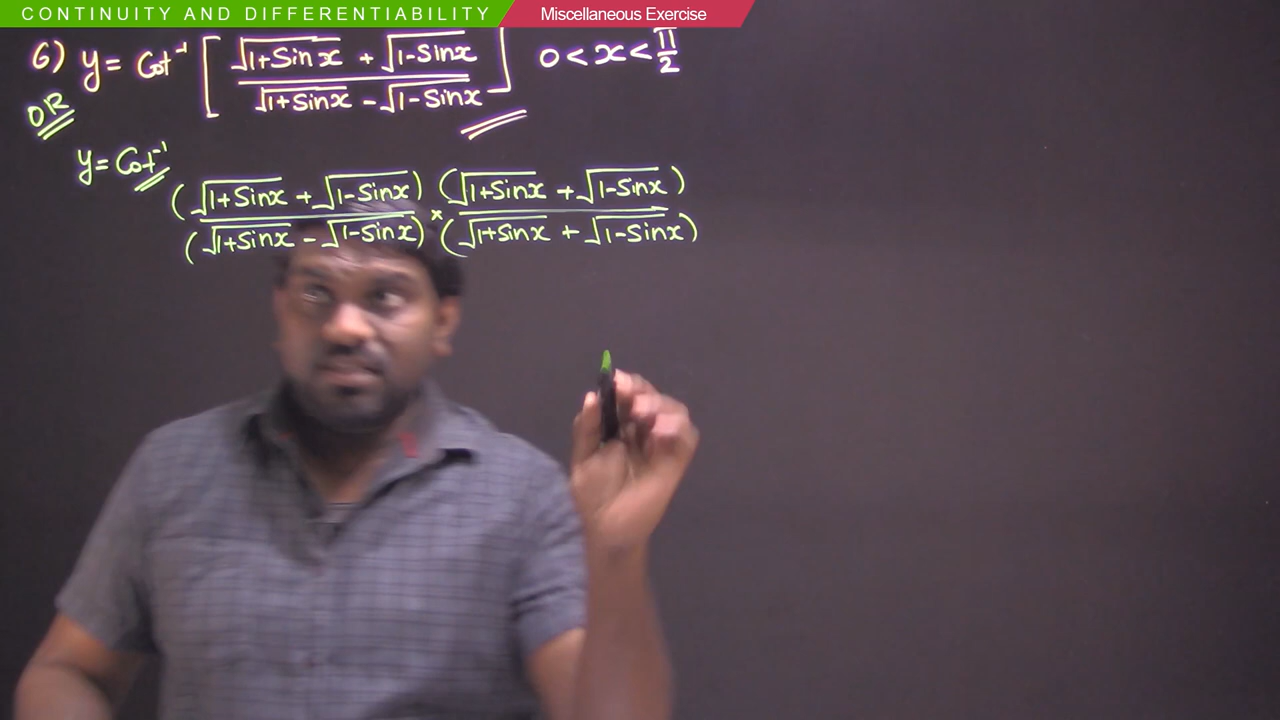 CONTINUITY AND DIFFERENTIABILITY Miscellaneous Exercise
6) y = Cot⁻¹ [ (√1+Sinx + √1-Sinx) / (√1+Sinx - √1-Sinx) ] 0 < x < π/2
OR
y = Cot⁻¹
(√1+Sinx + √1-Sinx) (√1+Sinx + √1-Sinx)
×
(√1+Sinx - √1-Sinx) (√1+Sinx + √1-Sinx)